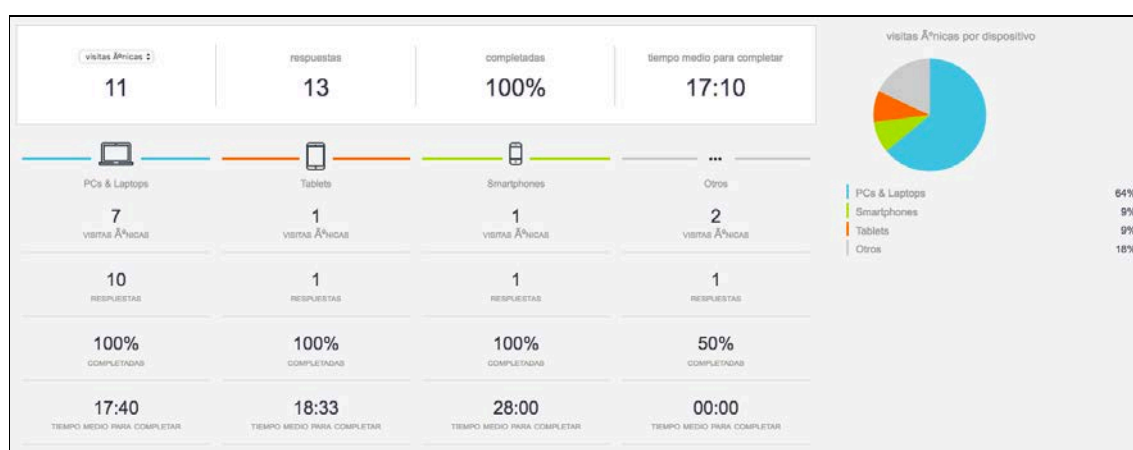 visitas Ãºnicas por dispositivo
visitas Ãºnicas respuestas completadas tiempo medio para completar
11 13 100% 17:10
PCs & Laptops Tablets Smartphones Otros
7 1 1 2
VISITAS ÃºNICAS VISITAS ÃºNICAS VISITAS ÃºNICAS VISITAS ÃºNICAS
10 1 1 1
RESPUESTAS RESPUESTAS RESPUESTAS RESPUESTAS
100% 100% 100% 50%
COMPLETADAS COMPLETADAS COMPLETADAS COMPLETADAS
17:40 18:33 28:00 00:00
TIEMPO MEDIO PARA COMPLETAR TIEMPO MEDIO PARA COMPLETAR TIEMPO MEDIO PARA COMPLETAR TIEMPO MEDIO PARA COMPLETAR
PCs & Laptops 64%
Smartphones 9%
Tablets 9%
Otros 18%